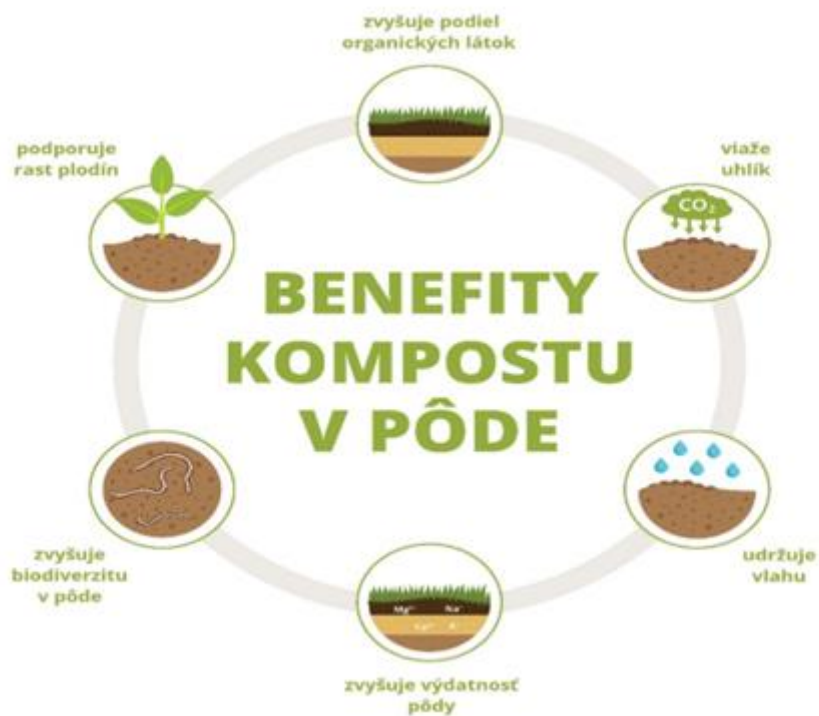 zvyšuje podiel
organických látok
viaže
uhlík
CO₂
podporuje
rast plodín
BENEFITY
KOMPOSTU
V PÔDE
udržuje
vlahu
zvyšuje
biodiverzitu
v pôde
Mg²⁺
zvyšuje výdatnosť
pôdy